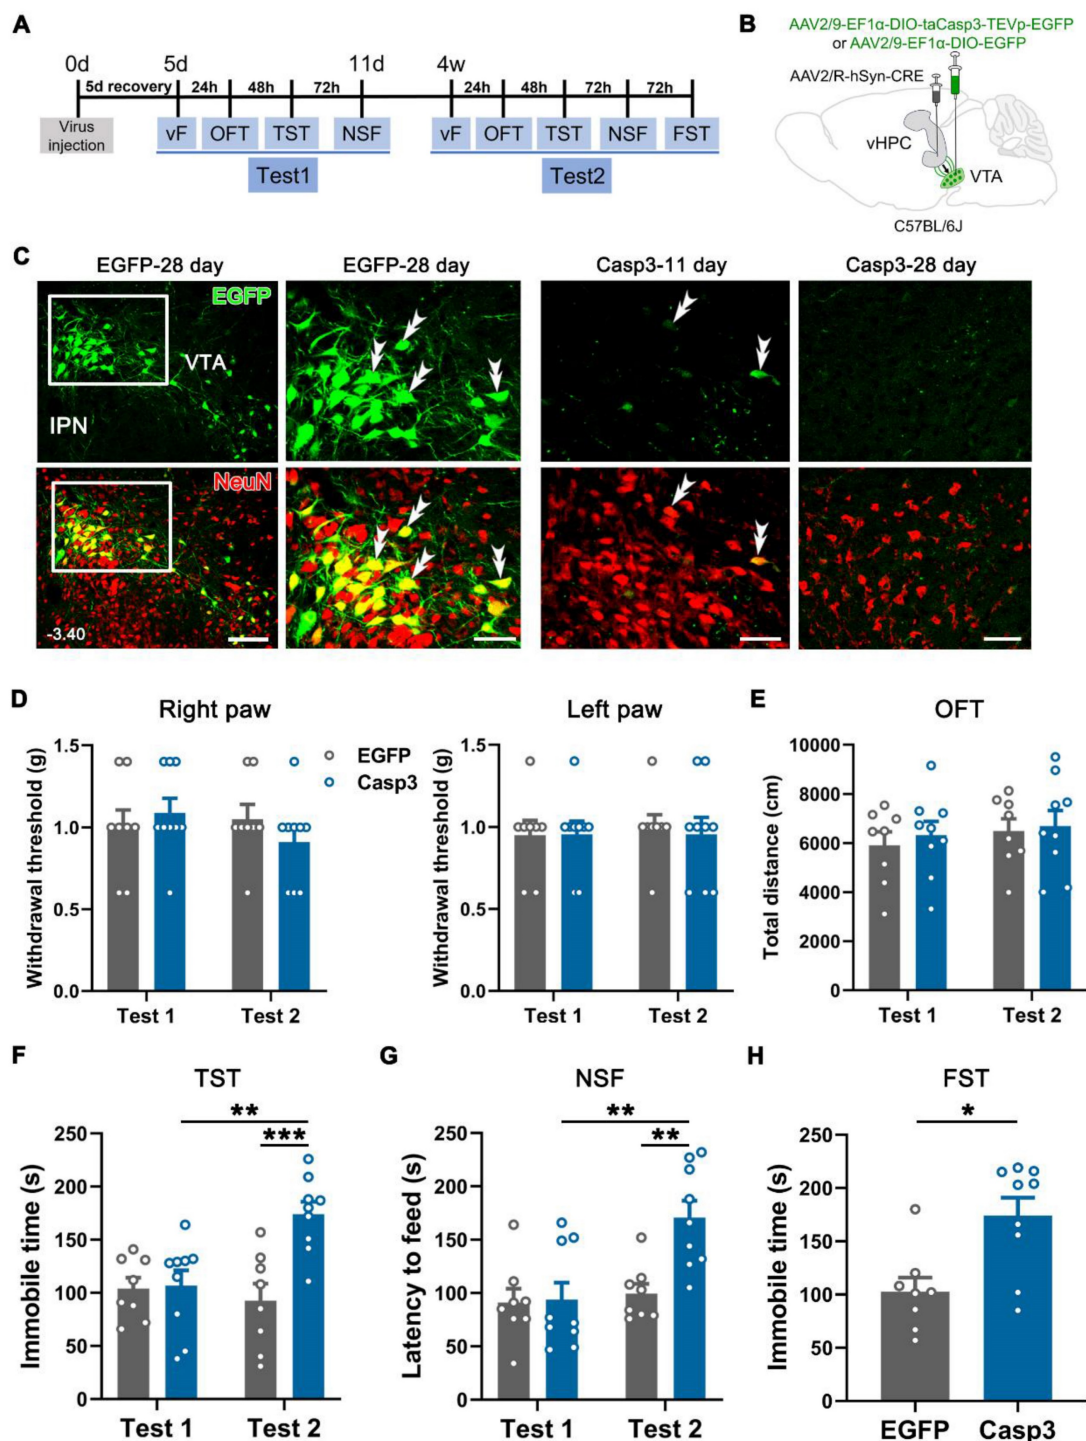 A
0d
5d
11d
4w
5d recovery
24h
48h
72h
24h
48h
72h
72h
Virus
injection
vF
OFT
TST
NSF
vF
OFT
TST
NSF
FST
Test1
Test2
B
AAV2/9-EF1α-DIO-taCasp3-TEVp-EGFP
or AAV2/9-EF1α-DIO-EGFP
AAV2/R-hSyn-CRE
vHPC
VTA
C57BL/6J
C
EGFP-28 day
EGFP-28 day
Casp3-11 day
Casp3-28 day
EGFP
VTA
IPN
NeuN
-3.40
D
Right paw
Withdrawal threshold (g)
1.5
1.0
0.5
0.0
Test 1
Test 2
EGFP
Casp3
Left paw
Withdrawal threshold (g)
1.5
1.0
0.5
0.0
Test 1
Test 2
E
OFT
Total distance (cm)
10000
8000
6000
4000
2000
0
Test 1
Test 2
F
TST
**
***
Immobile time (s)
250
200
150
100
50
0
Test 1
Test 2
G
NSF
**
**
Latency to feed (s)
250
200
150
100
50
0
Test 1
Test 2
H
FST
*
Immobile time (s)
250
200
150
100
50
0
EGFP
Casp3